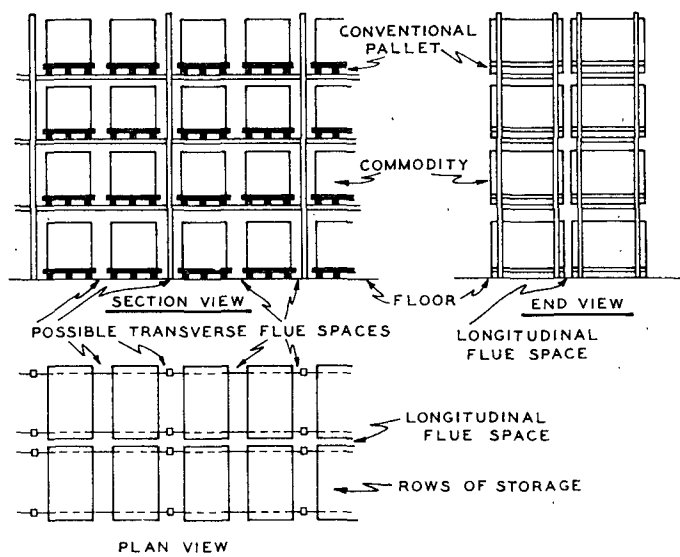 CONVENTIONAL
PALLET
COMMODITY
SECTION VIEW
FLOOR
END VIEW
POSSIBLE TRANSVERSE FLUE SPACES
LONGITUDINAL
FLUE SPACE
LONGITUDINAL
FLUE SPACE
ROWS OF STORAGE
PLAN VIEW